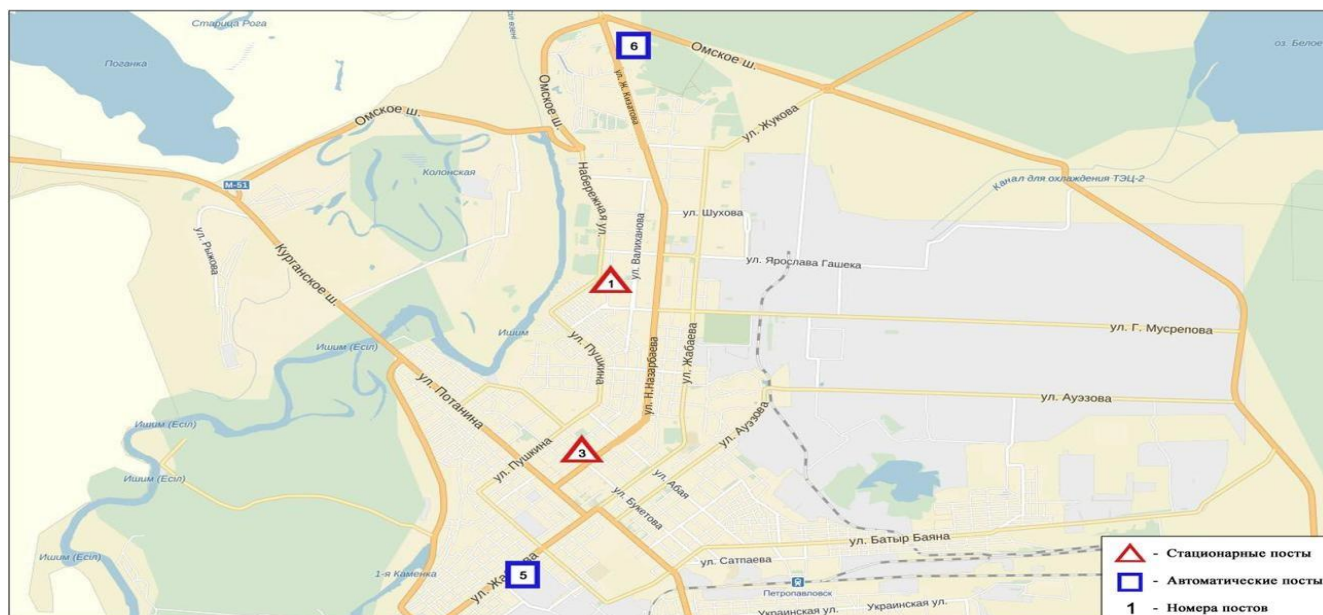 Старица Рога
6
Омское ш.
оз. Белое
Поганка
Омское ш.
ул. Ж. Кизатова
ул. Жукова
Омское ш.
Колонская
Канал для охлаждения ТЭЦ-2
М-51
Набережная ул.
ул. Шухова
ул. Рыжова
ул. Валиханова
Курганское ш.
ул. Ярослава Гашека
1
Ишим
ул. Г. Мусрепова
Ишим (Есіл)
ул. Пушкина
ул. Жабаева
ул. Н.Назарбаева
ул. Потанина
ул. Ауэзова
Ишим (Есіл)
ул. Ауэзова
3
ул. Пушкина
Ишим (Есіл)
ул. Абая
ул. Букетова
ул. Батыр Баяна
Ишим (Есіл)
ул. Сатпаева
1-я Каменка
5
Петропавловск
Украинская ул.
Украинская ул.
- Стационарные посты
- Автоматические посты
1 - Номера постов